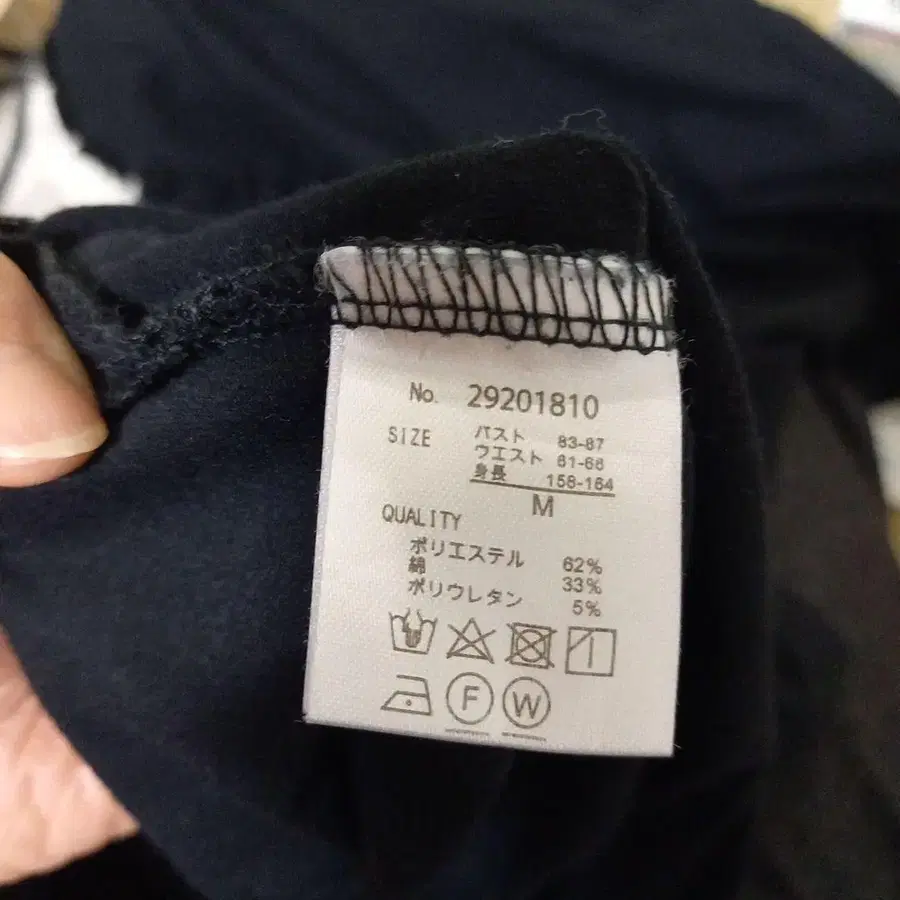 No. 29201810
SIZE バスト 83-87
ウエスト 61-66
身長 158-164
M
QUALITY
ポリエステル 62%
綿 33%
ポリウレタン 5%
F W